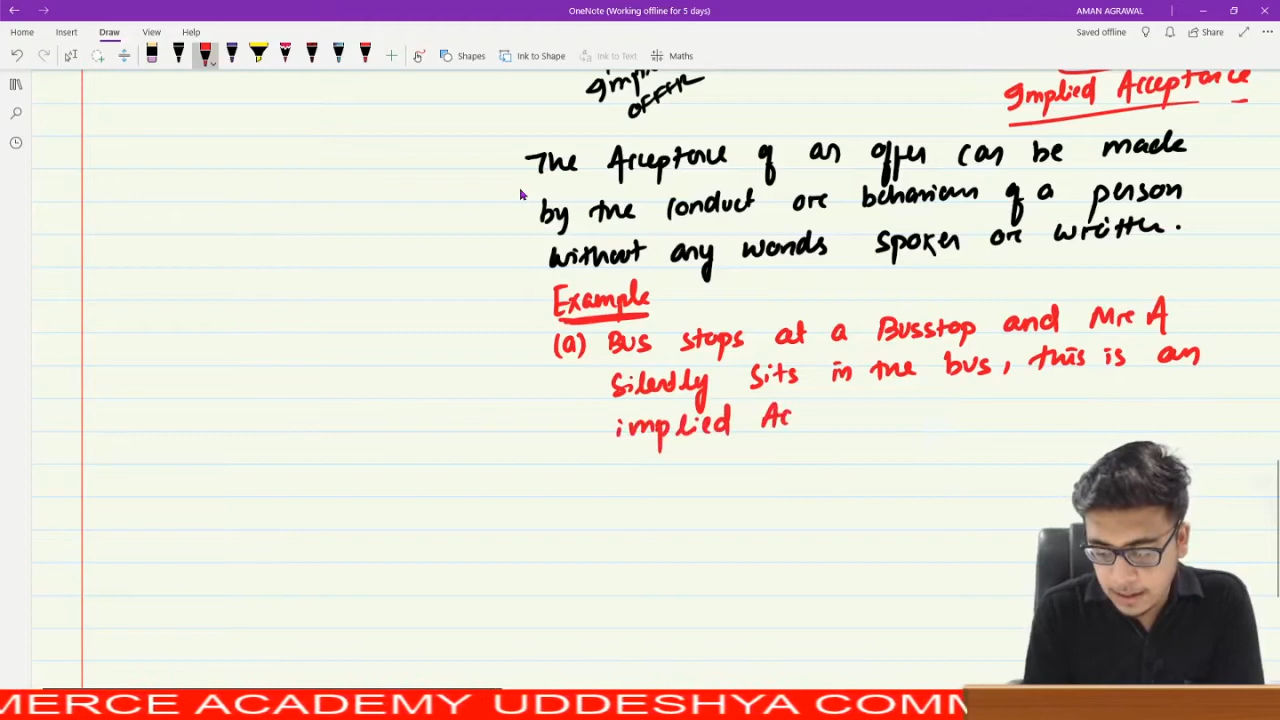 OneNote (Working offline for 5 days)
AMAN AGRAWAL
Home Insert Draw View Help
Saved offline
Share
Shapes
Ink to Shape
Ink to Text
Maths
OFFER
Implied Acceptance
The Acceptance of an offer can be made
by the conduct or behaviour of a person
without any words spoken or written.
Example
(a) Bus stops at a Busstop and Mr A
Silently Sits in the bus, this is an
implied Ac
MERCE ACADEMY UDDESHYA COMM